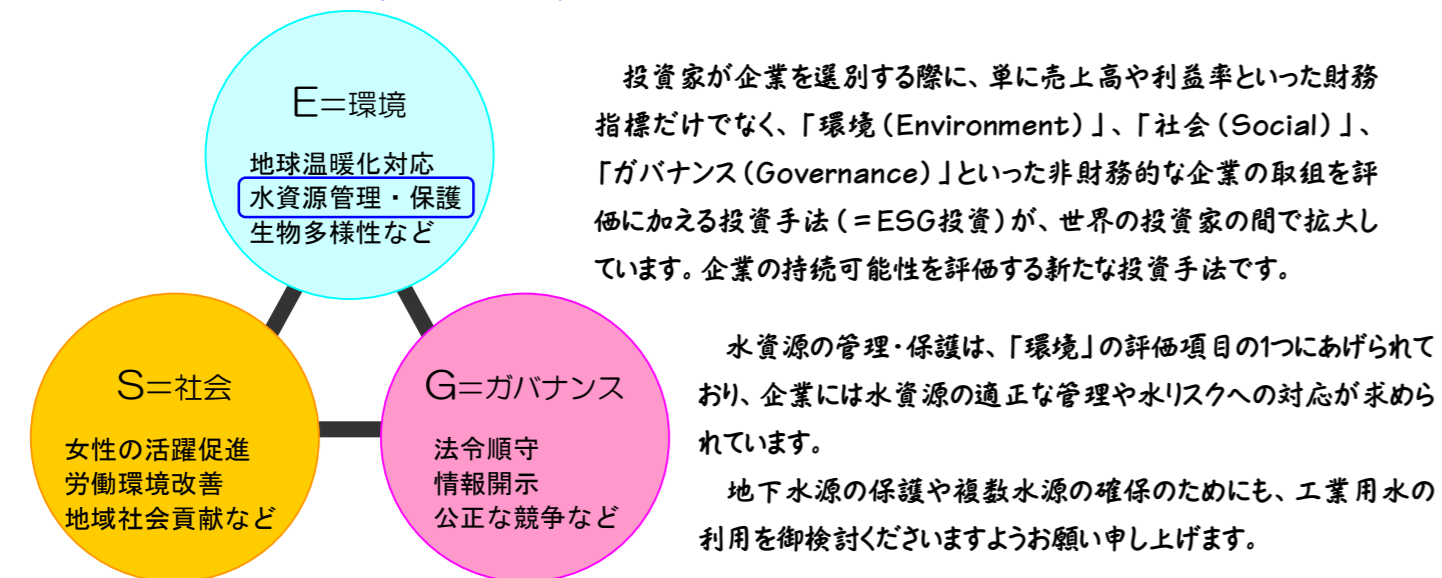 E=環境
地球温暖化対応
水資源管理・保護
生物多様性など
S=社会
女性の活躍促進
労働環境改善
地域社会貢献など
G=ガバナンス
法令順守
情報開示
公正な競争など
投資家が企業を選別する際に、単に売上高や利益率といった財務
指標だけでなく、「環境(Environment)」、「社会(Social)」、
「ガバナンス(Governance)」といった非財務的な企業の取組を評
価に加える投資手法(=ESG投資)が、世界の投資家の間で拡大し
ています。企業の持続可能性を評価する新たな投資手法です。
水資源の管理・保護は、「環境」の評価項目の1つにあげられて
おり、企業には水資源の適正な管理や水リスクへの対応が求めら
れています。
地下水源の保護や複数水源の確保のためにも、工業用水の
利用を御検討くださいますようお願い申し上げます。